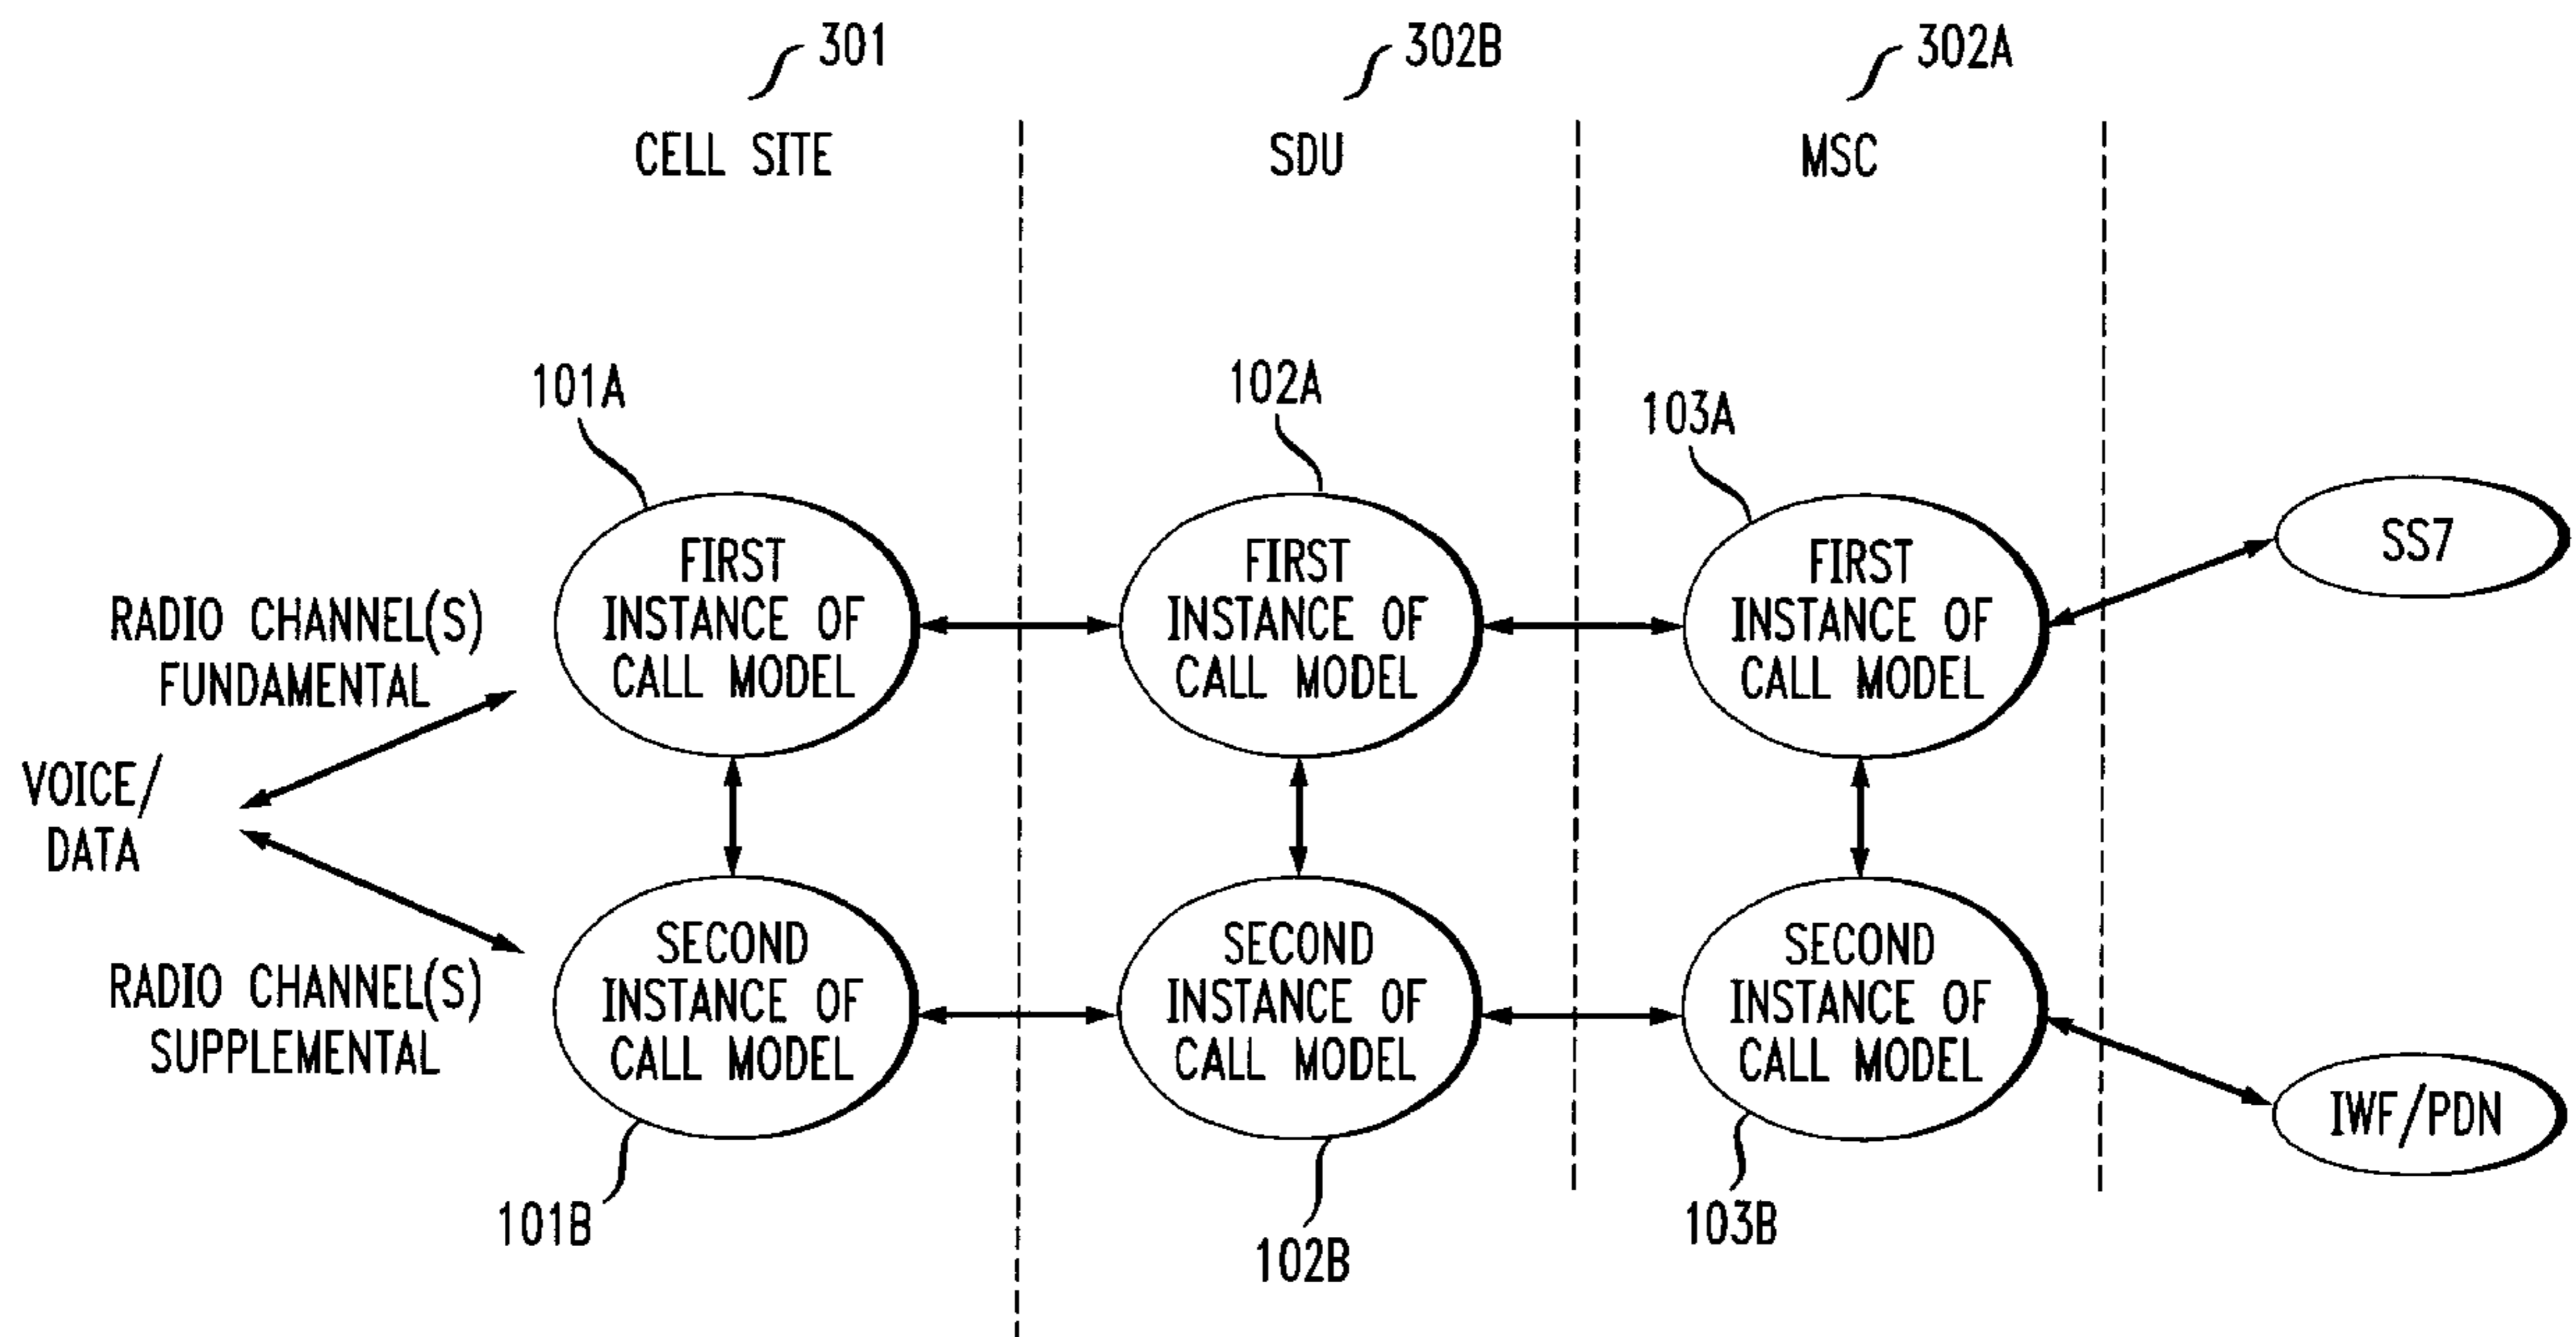 301
302B
302A
CELL SITE
SDU
MSC
101A
102A
103A
FIRST
INSTANCE OF
CALL MODEL
FIRST
INSTANCE OF
CALL MODEL
FIRST
INSTANCE OF
CALL MODEL
SS7
RADIO CHANNEL(S)
FUNDAMENTAL
VOICE/
DATA
RADIO CHANNEL(S)
SUPPLEMENTAL
SECOND
INSTANCE OF
CALL MODEL
SECOND
INSTANCE OF
CALL MODEL
SECOND
INSTANCE OF
CALL MODEL
IWF/PDN
101B
102B
103B